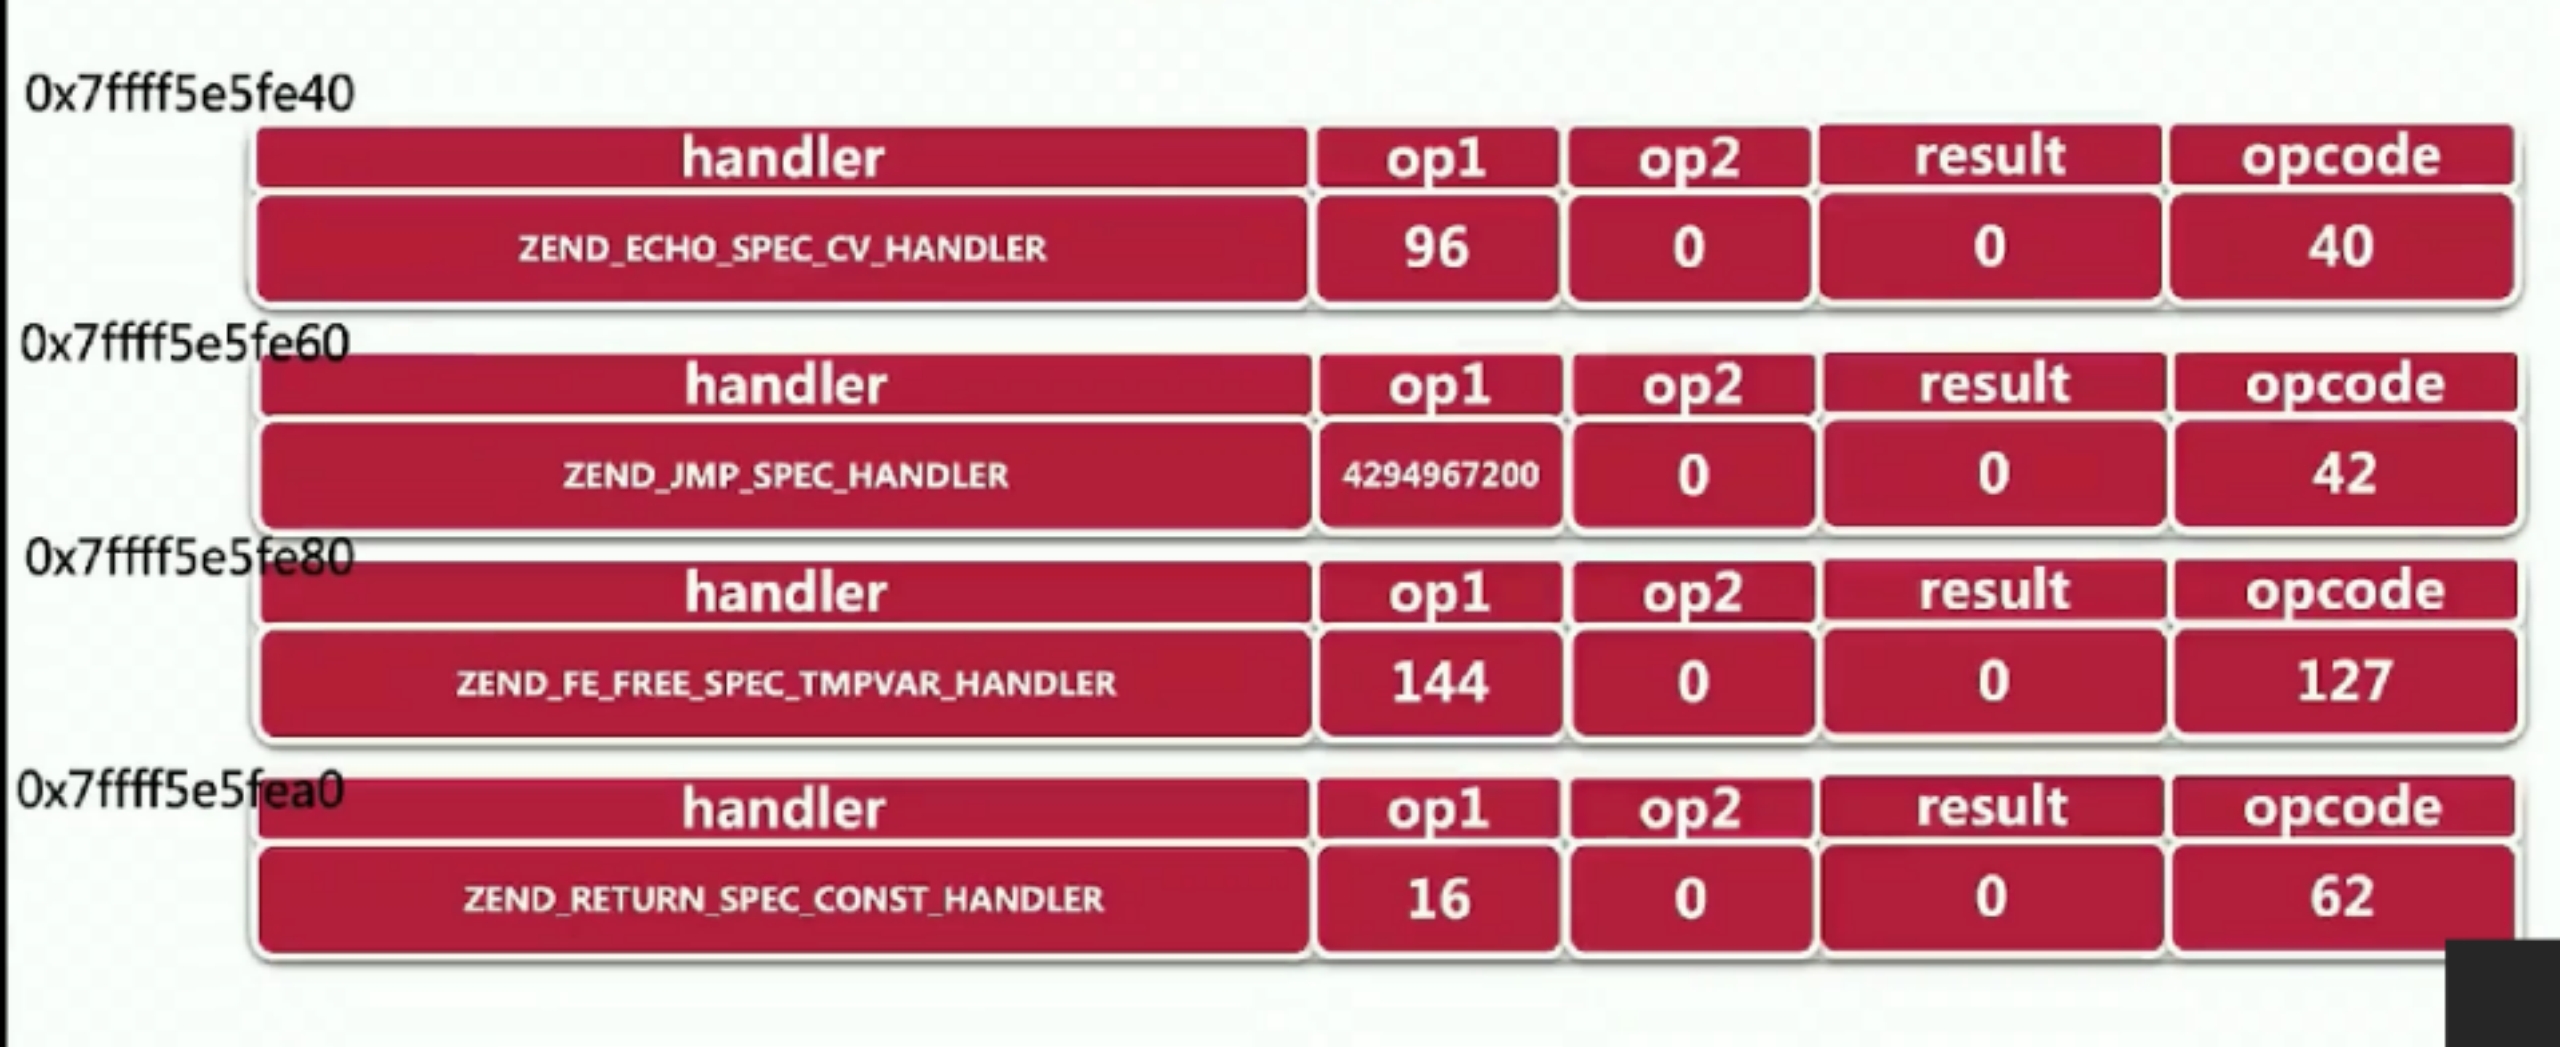 0x7ffff5e5fe40
handler op1 op2 result opcode
ZEND_ECHO_SPEC_CV_HANDLER 96 0 0 40
0x7ffff5e5fe60
handler op1 op2 result opcode
ZEND_JMP_SPEC_HANDLER 4294967200 0 0 42
0x7ffff5e5fe80
handler op1 op2 result opcode
ZEND_FE_FREE_SPEC_TMPVAR_HANDLER 144 0 0 127
0x7ffff5e5fea0
handler op1 op2 result opcode
ZEND_RETURN_SPEC_CONST_HANDLER 16 0 0 62